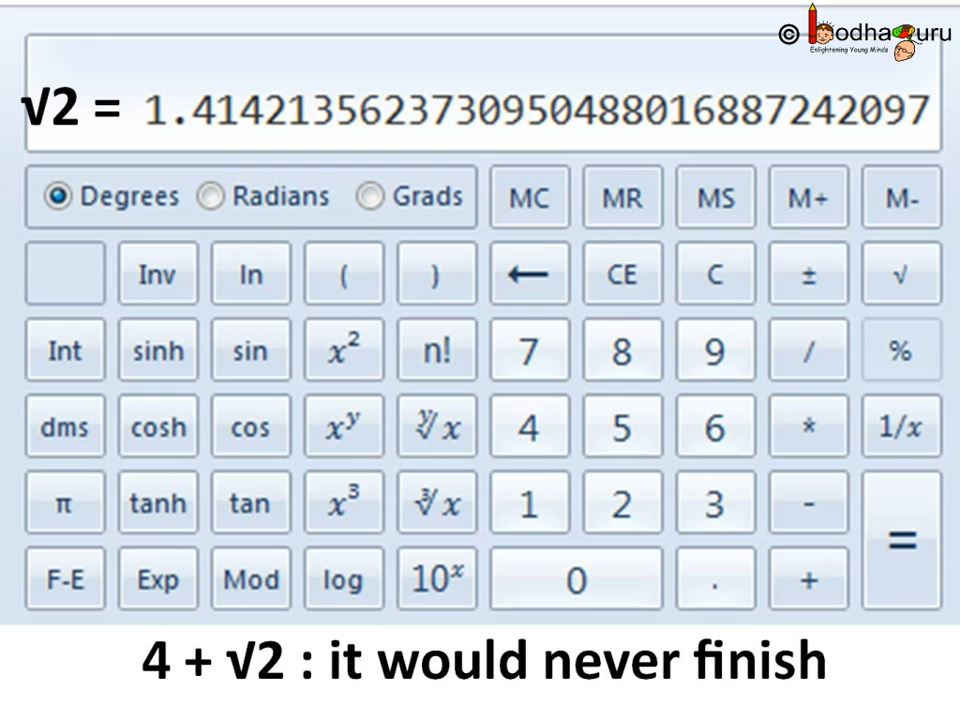 © BodhaGuru
Enlightening Young Minds
√2 = 1.4142135623730950488016887242097
Degrees Radians Grads MC MR MS M+ M-
Inv ln ( ) ← CE C ± √
Int sinh sin x² n! 7 8 9 / %
dms cosh cos xʸ ʸ√x 4 5 6 * 1/x
π tanh tan x³ ³√x 1 2 3 - =
F-E Exp Mod log 10ˣ 0 . +
4 + √2 : it would never finish